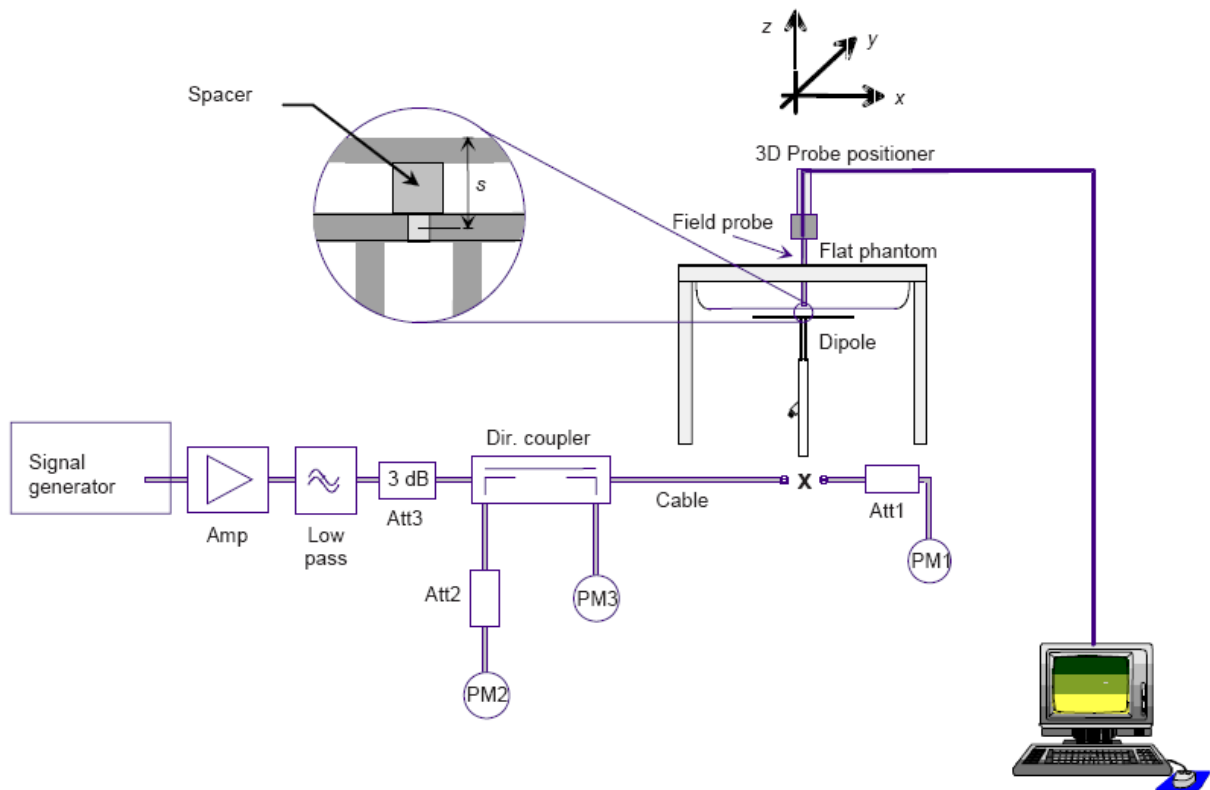 z
y
x
Spacer
s
3D Probe positioner
Field probe
Flat phantom
Dipole
Signal
generator
Amp
Low
pass
3 dB
Att3
Dir. coupler
Cable
X
Att1
PM1
Att2
PM3
PM2